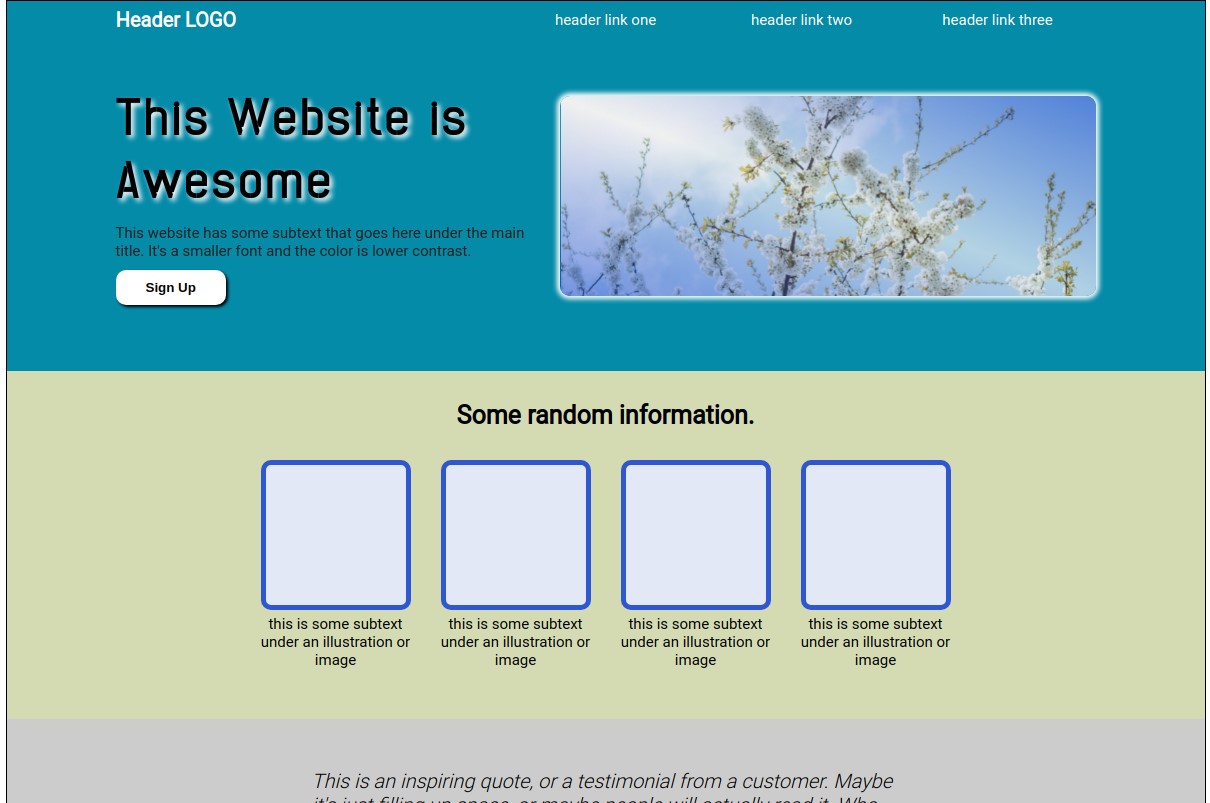 Header LOGO
header link one
header link two
header link three
This Website is
Awesome
This website has some subtext that goes here under the main
title. It's a smaller font and the color is lower contrast.
Sign Up
Some random information.
this is some subtext
under an illustration or
image
this is some subtext
under an illustration or
image
this is some subtext
under an illustration or
image
this is some subtext
under an illustration or
image
This is an inspiring quote, or a testimonial from a customer. Maybe
it's just filling up space, or maybe people will actually read it. Who